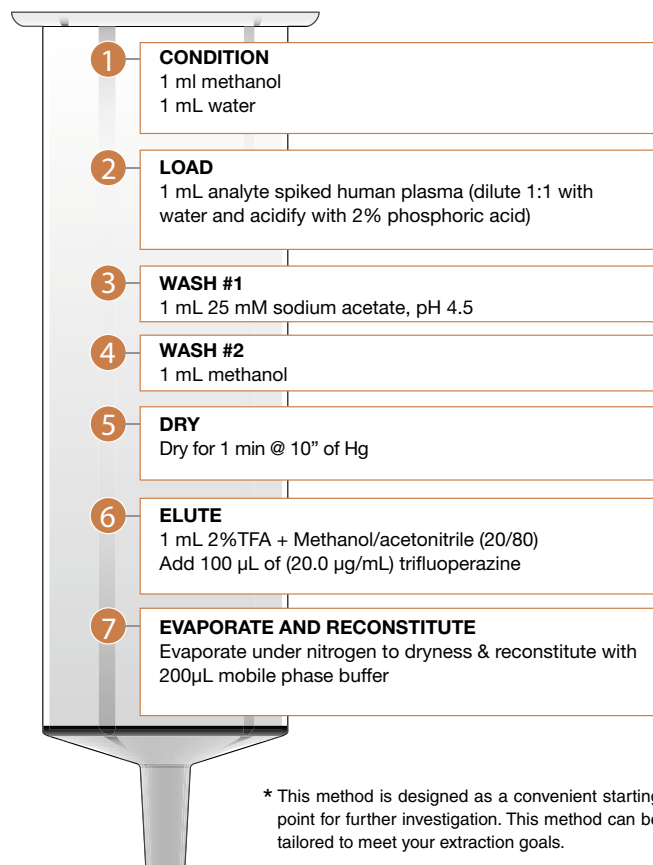 1
CONDITION
1 ml methanol
1 mL water
2
LOAD
1 mL analyte spiked human plasma (dilute 1:1 with
water and acidify with 2% phosphoric acid)
3
WASH #1
1 mL 25 mM sodium acetate, pH 4.5
4
WASH #2
1 mL methanol
5
DRY
Dry for 1 min @ 10” of Hg
6
ELUTE
1 mL 2%TFA + Methanol/acetonitrile (20/80)
Add 100 µL of (20.0 µg/mL) trifluoperazine
7
EVAPORATE AND RECONSTITUTE
Evaporate under nitrogen to dryness & reconstitute with
200µL mobile phase buffer
* This method is designed as a convenient starting
point for further investigation. This method can be
tailored to meet your extraction goals.